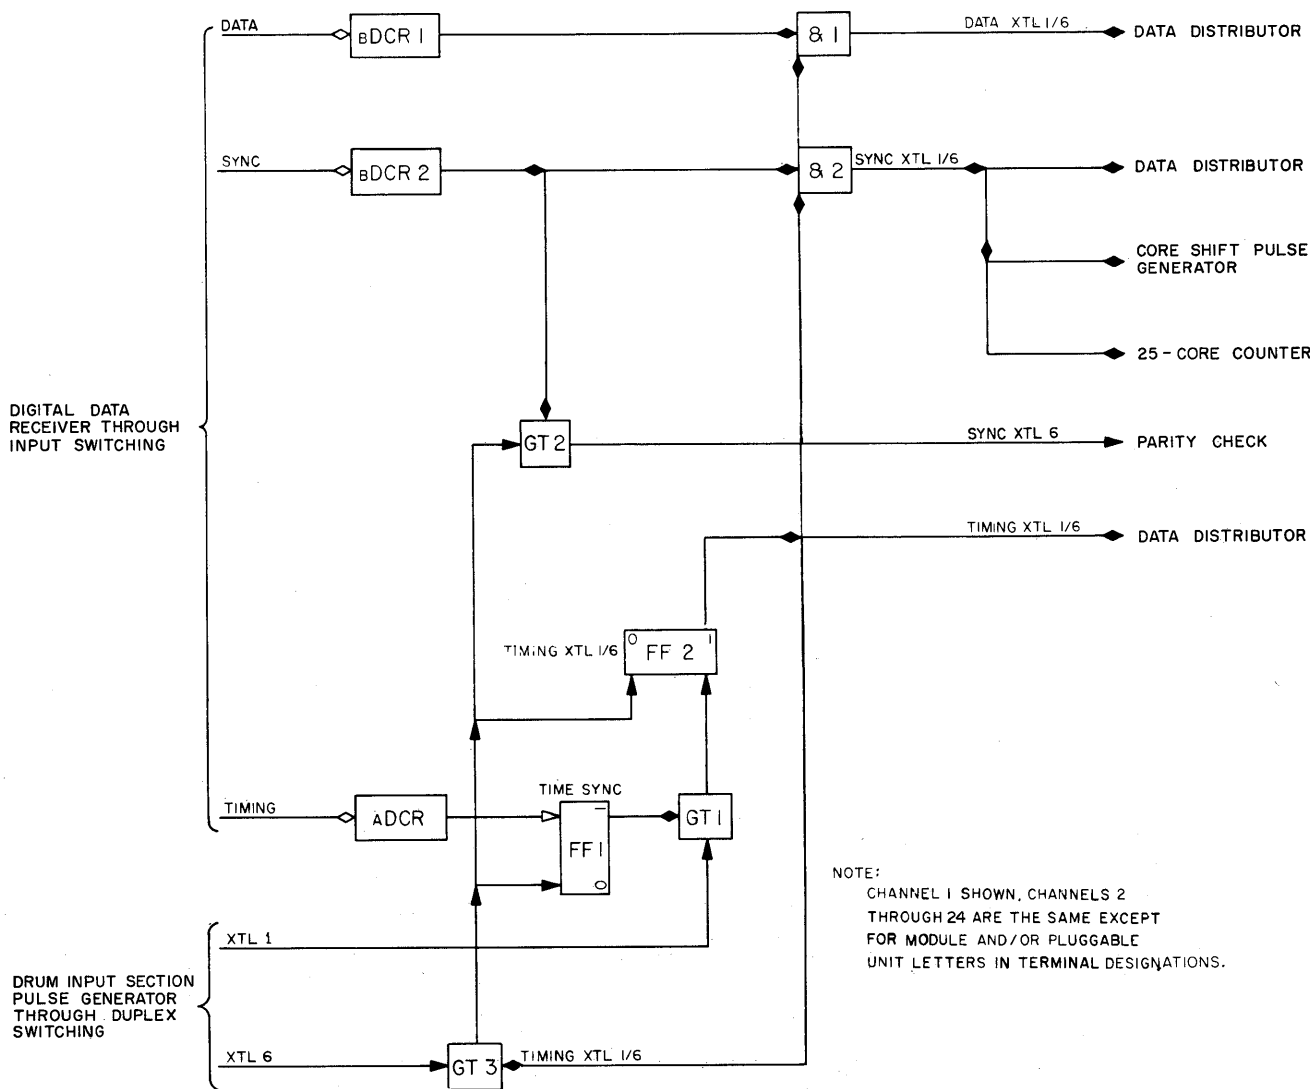 DATA
BDCR 1
& 1
DATA XTL 1/6
DATA DISTRIBUTOR
SYNC
BDCR 2
& 2
SYNC XTL 1/6
DATA DISTRIBUTOR
CORE SHIFT PULSE
GENERATOR
25-CORE COUNTER
DIGITAL DATA
RECEIVER THROUGH
INPUT SWITCHING
GT 2
SYNC XTL 6
PARITY CHECK
TIMING XTL 1/6
DATA DISTRIBUTOR
TIMING XTL 1/6
0 1
FF 2
TIMING
ADCR
TIME SYNC
1
FF 1
0
GT 1
NOTE:
CHANNEL 1 SHOWN, CHANNELS 2
THROUGH 24 ARE THE SAME EXCEPT
FOR MODULE AND/OR PLUGGABLE
UNIT LETTERS IN TERMINAL DESIGNATIONS.
XTL 1
DRUM INPUT SECTION
PULSE GENERATOR
THROUGH DUPLEX
SWITCHING
XTL 6
GT 3
TIMING XTL 1/6